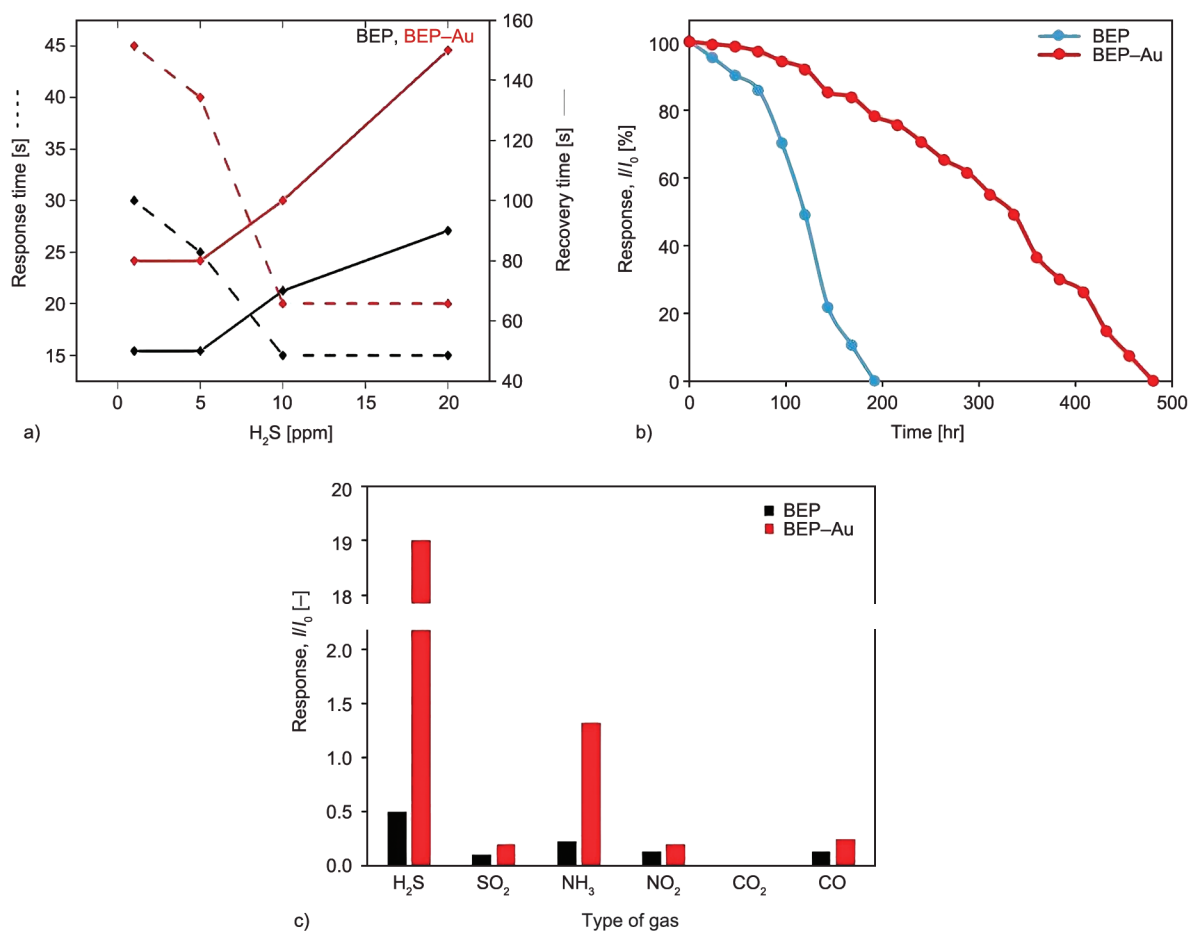 BEP, BEP–Au
Response time [s]
45
40
35
30
25
20
15
160
140
120
100
80
60
40
Recovery time [s]
0 5 10 15 20
a) H₂S [ppm]
BEP
BEP–Au
Response, I/I₀ [%]
100
80
60
40
20
0
0 100 200 300 400 500
b) Time [hr]
BEP
BEP–Au
Response, I/I₀ [–]
20
19
18
2.0
1.5
1.0
0.5
0.0
H₂S SO₂ NH₃ NO₂ CO₂ CO
c) Type of gas